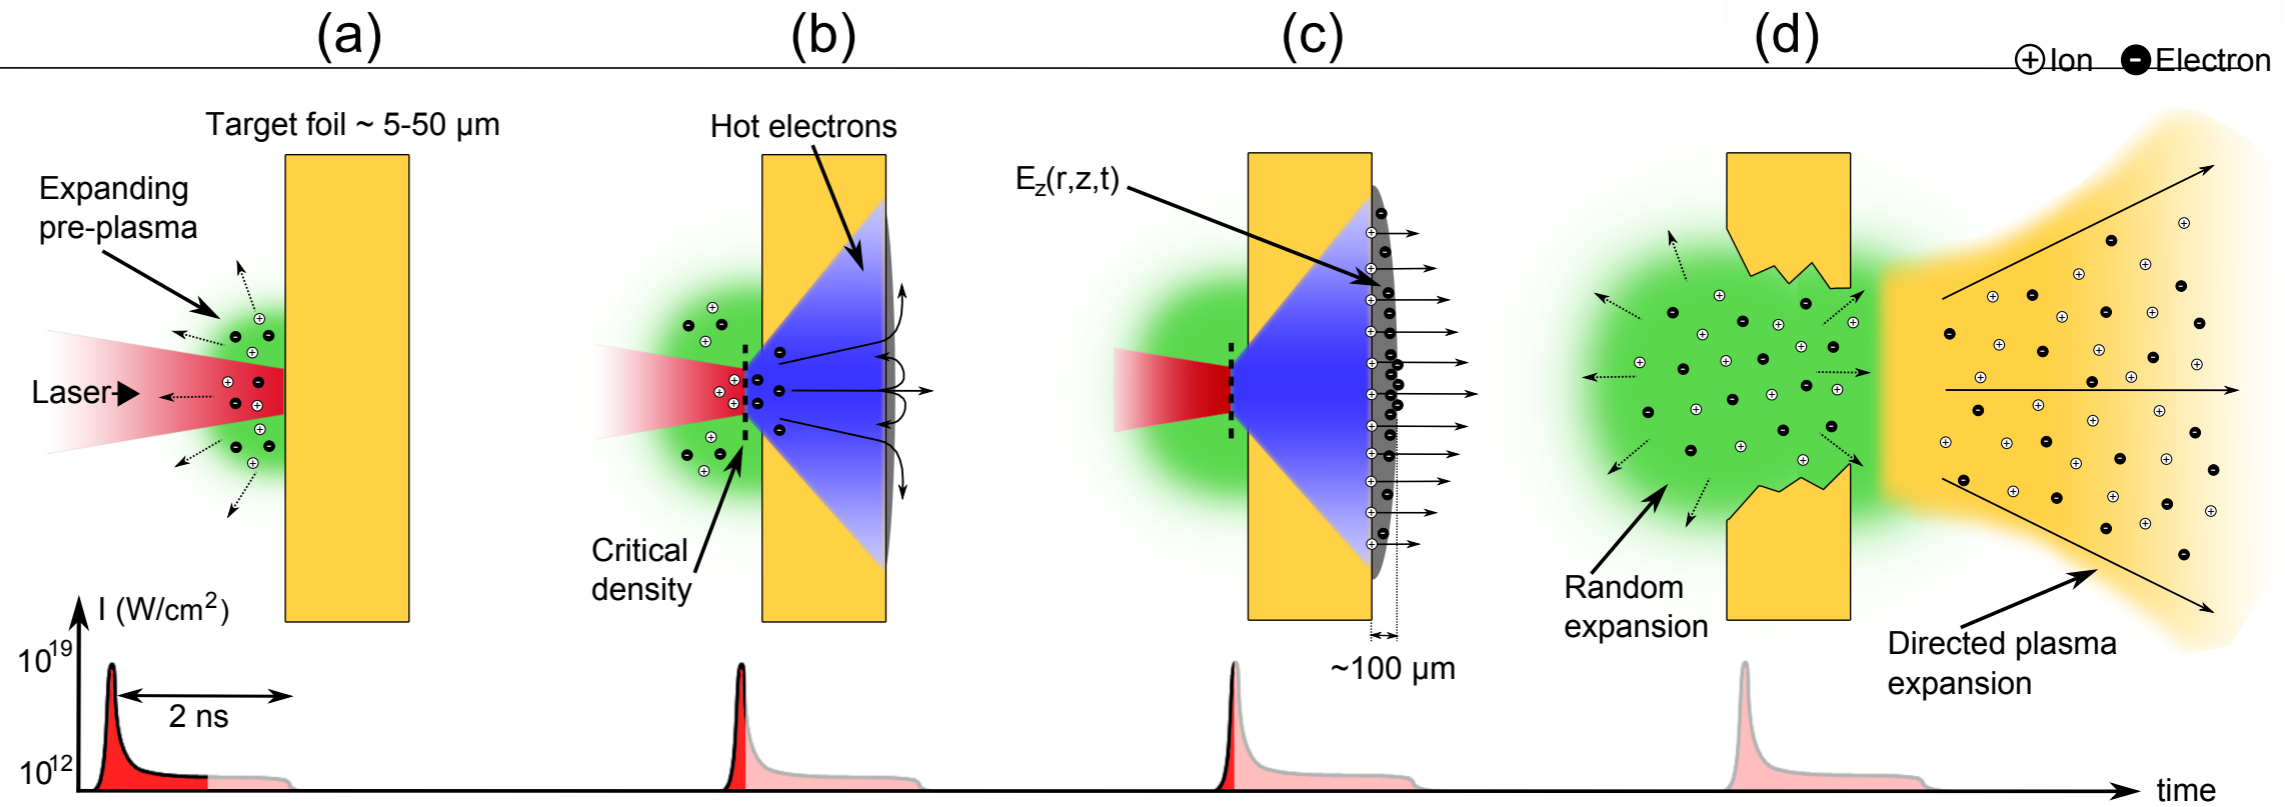 (a)
(b)
(c)
(d)
+ Ion - Electron
Target foil ~ 5-50 µm
Expanding
pre-plasma
Laser
Hot electrons
Critical
density
E_z(r,z,t)
~100 µm
Random
expansion
Directed plasma
expansion
I (W/cm²)
10¹⁹
10¹²
2 ns
time